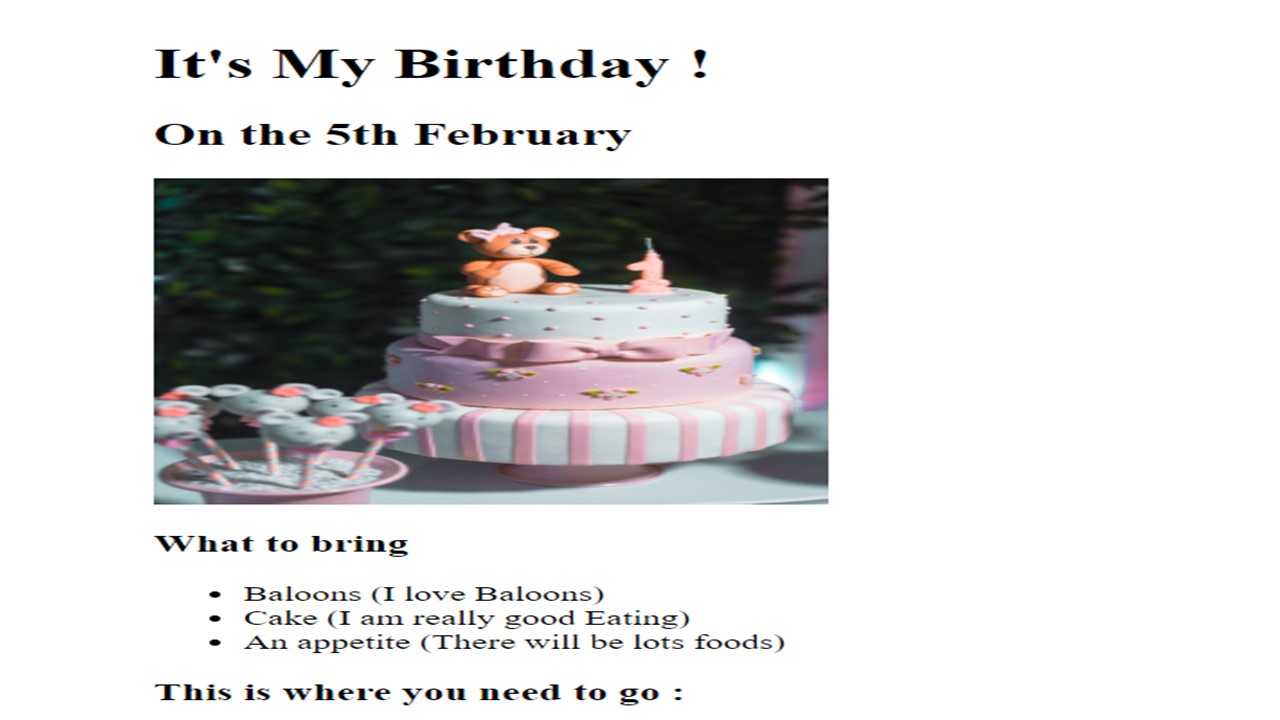 It's My Birthday !
On the 5th February
What to bring
Baloons (I love Baloons)
Cake (I am really good Eating)
An appetite (There will be lots foods)
This is where you need to go :